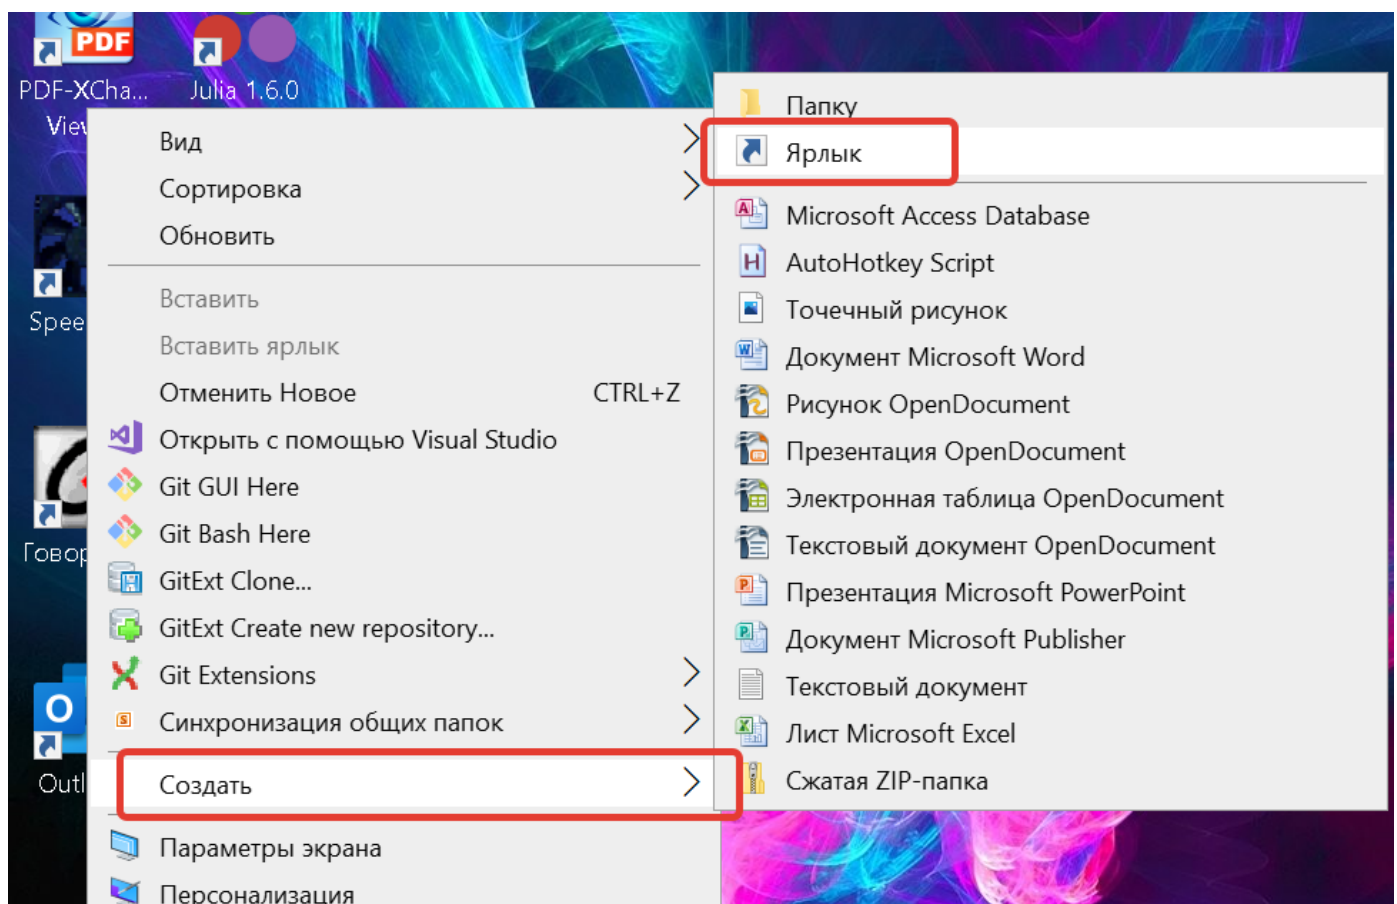 PDF
PDF-XCha...
Julia 1.6.0
Вид
Сортировка
Обновить
Вставить
Вставить ярлык
Отменить Новое CTRL+Z
Открыть с помощью Visual Studio
Git GUI Here
Git Bash Here
GitExt Clone...
GitExt Create new repository...
Git Extensions
Синхронизация общих папок
Создать
Параметры экрана
Персонализация
Папку
Ярлык
Microsoft Access Database
AutoHotkey Script
Точечный рисунок
Документ Microsoft Word
Рисунок OpenDocument
Презентация OpenDocument
Электронная таблица OpenDocument
Текстовый документ OpenDocument
Презентация Microsoft PowerPoint
Документ Microsoft Publisher
Текстовый документ
Лист Microsoft Excel
Сжатая ZIP-папка